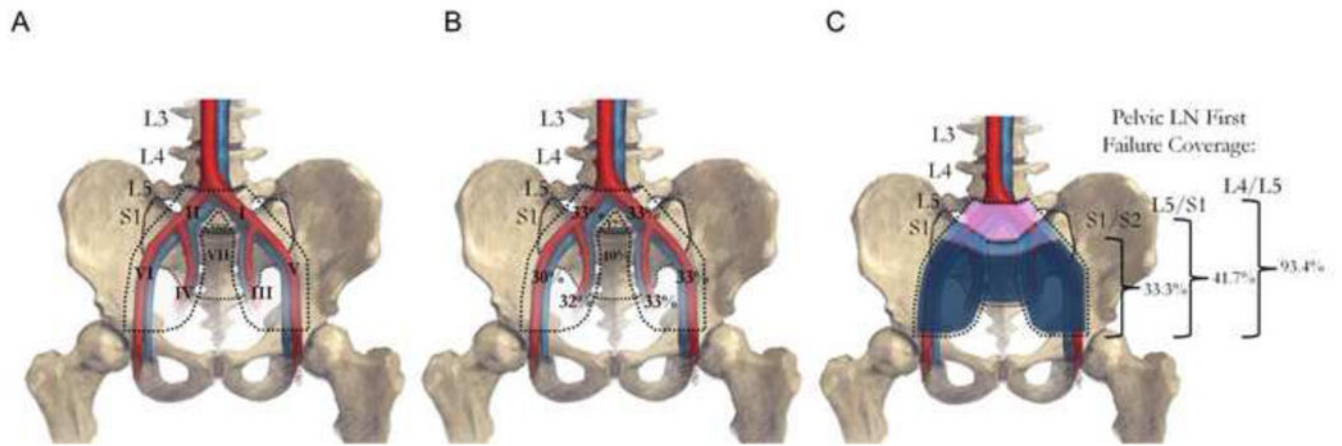 A
B
C
L3
L4
L5
S1
II
I
VII
VI
V
IV
III
L3
L4
L5
S1
33%
33%
10%
30%
33%
32%
33%
L3
L4
L5
S1
Pelvic LN First
Failure Coverage:
L4/L5
L5/S1
S1/S2
93.4%
41.7%
33.3%